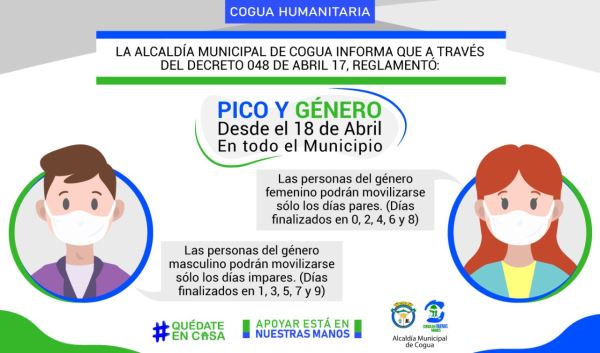 COGUA HUMANITARIA
LA ALCALDÍA MUNICIPAL DE COGUA INFORMA QUE A TRAVÉS
DEL DECRETO 048 DE ABRIL 17, REGLAMENTÓ:
PICO Y GÉNERO
Desde el 18 de Abril
En todo el Municipio
Las personas del género
femenino podrán movilizarse
sólo los días pares. (Días
finalizados en 0, 2, 4, 6 y 8)
Las personas del género
masculino podrán movilizarse
sólo los días impares. (Días
finalizados en 1, 3, 5, 7 y 9)
#QUÉDATE
EN CASA
APOYAR ESTÁ EN
NUESTRAS MANOS
Alcaldía Municipal
de Cogua